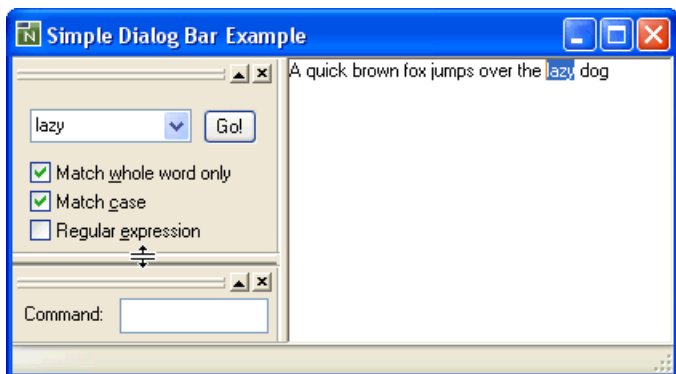 Simple Dialog Bar Example
A quick brown fox jumps over the lazy dog
lazy
Go!
Match whole word only
Match case
Regular expression
Command: